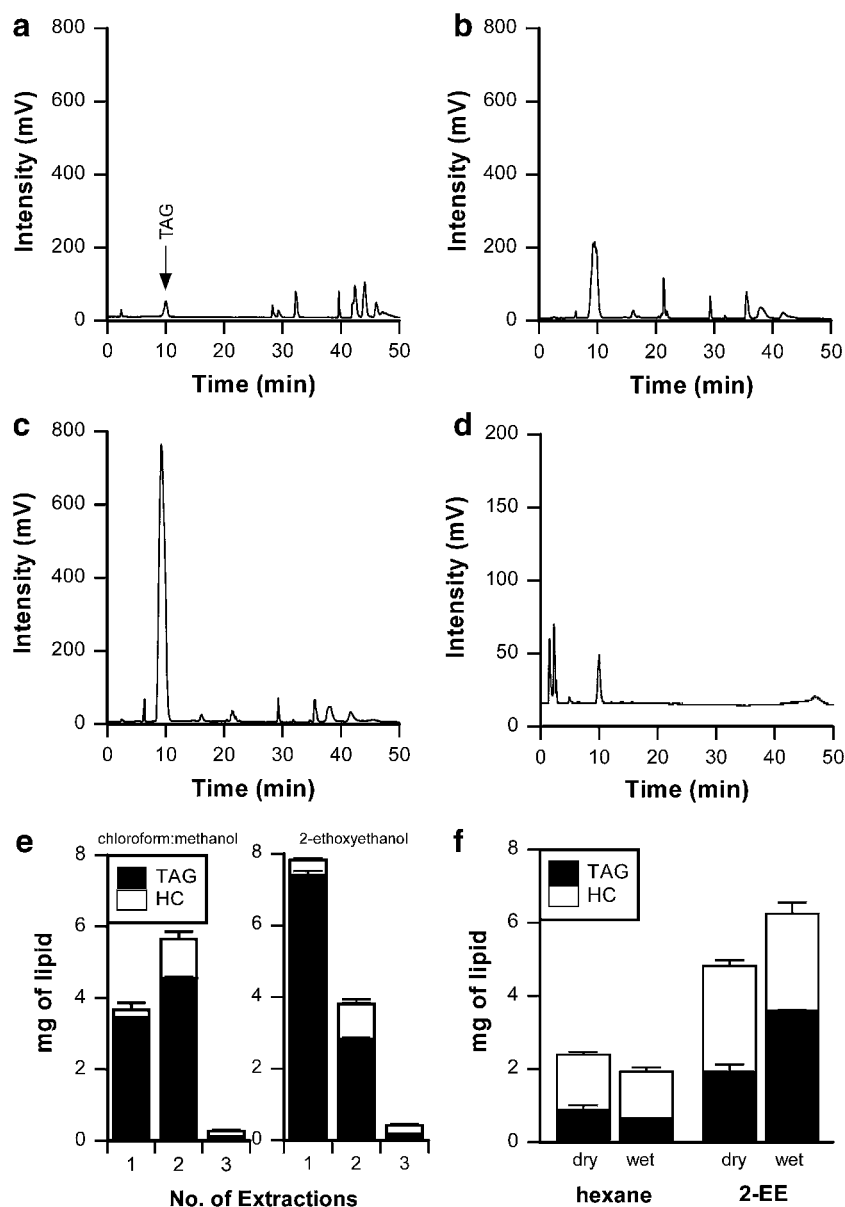 a
800
600
400
200
0
Intensity (mV)
TAG
0 10 20 30 40 50
Time (min)
b
800
600
400
200
0
Intensity (mV)
0 10 20 30 40 50
Time (min)
c
800
600
400
200
0
Intensity (mV)
0 10 20 30 40 50
Time (min)
d
200
150
100
50
0
Intensity (mV)
0 10 20 30 40 50
Time (min)
e
chloroform:methanol
2-ethoxyethanol
TAG
HC
8
6
4
2
0
mg of lipid
1 2 3
8
6
4
2
0
1 2 3
No. of Extractions
f
TAG
HC
8
6
4
2
0
mg of lipid
dry wet dry wet
hexane 2-EE